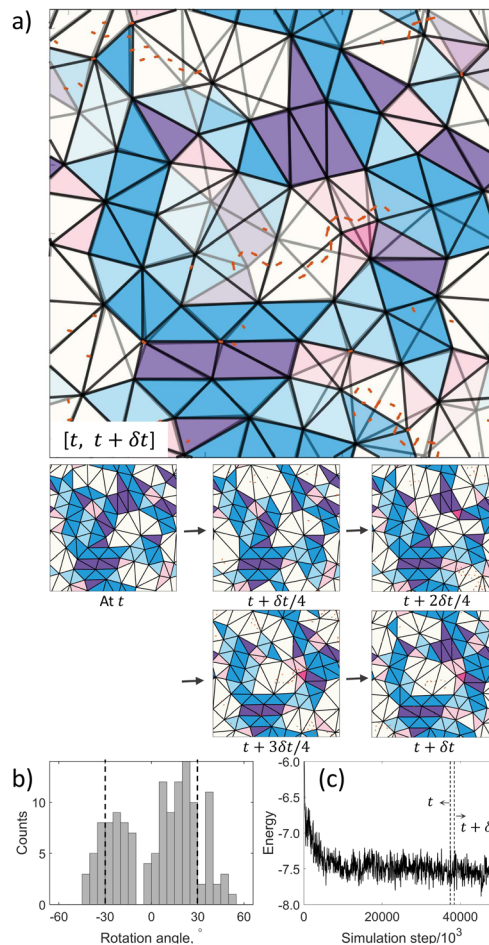 a)
[t, t + δt]
At t
t + δt/4
t + 2δt/4
t + 3δt/4
t + δt
b)
Counts
10
5
0
-60
-30
0
30
60
Rotation angle, °
(c)
Energy
-6.0
-6.5
-7.0
-7.5
-8.0
t
t + δ
0
20000
40000
Simulation step/10³